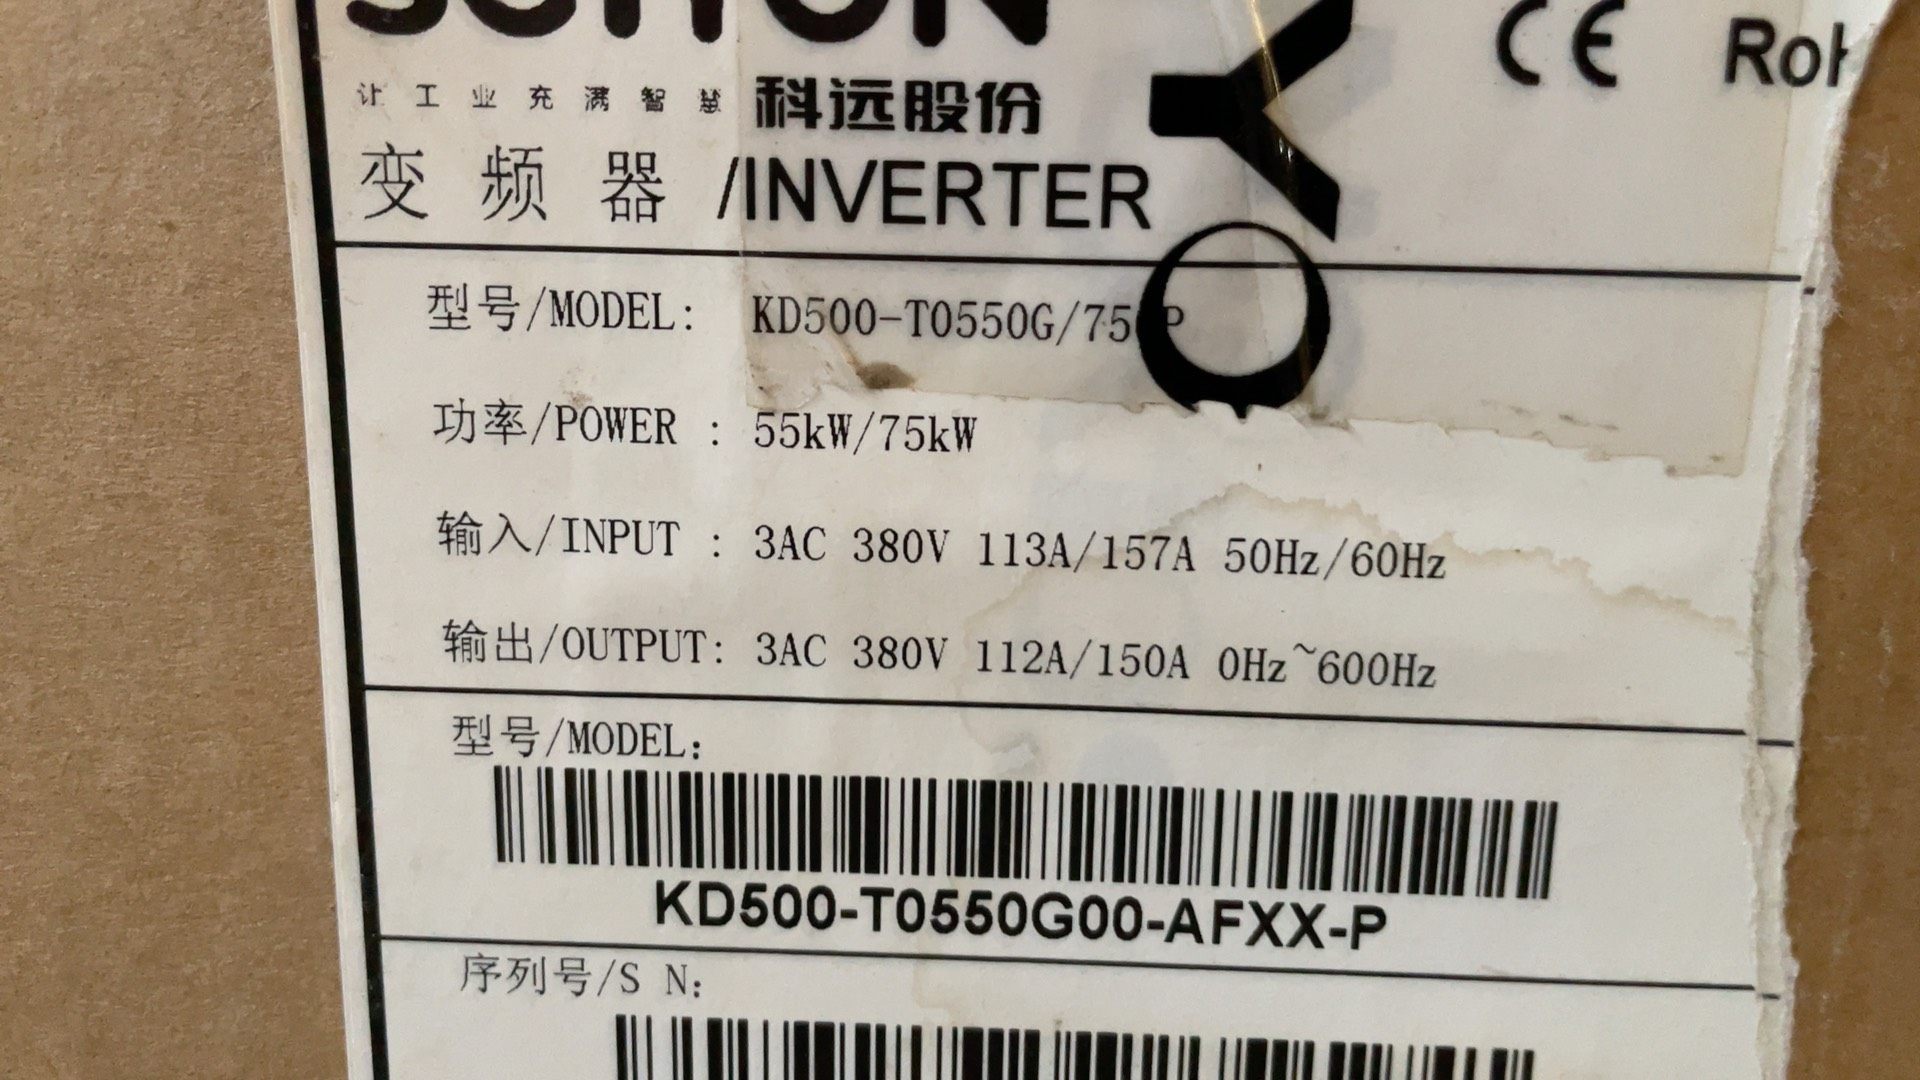 CE RoH
让工业充满智慧 科远股份
变频器/INVERTER
型号/MODEL: KD500-T0550G/75
功率/POWER : 55kW/75kW
输入/INPUT : 3AC 380V 113A/157A 50Hz/60Hz
输出/OUTPUT: 3AC 380V 112A/150A 0Hz~600Hz
型号/MODEL:
KD500-T0550G00-AFXX-P
序列号/S N: